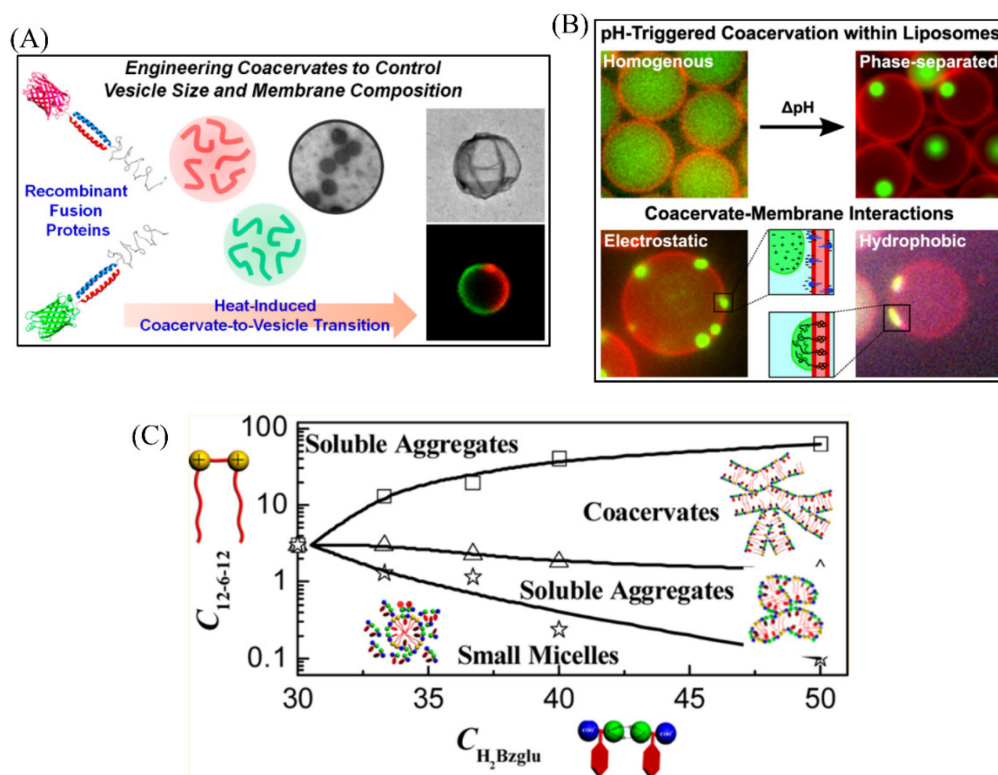 (A)
Engineering Coacervates to Control
Vesicle Size and Membrane Composition
Recombinant
Fusion
Proteins
Heat-Induced
Coacervate-to-Vesicle Transition
(B)
pH-Triggered Coacervation within Liposomes
Homogenous
ΔpH
Phase-separated
Coacervate-Membrane Interactions
Electrostatic
Hydrophobic
(C)
100
10
1
0.1
C12-6-12
Soluble Aggregates
Coacervates
Soluble Aggregates
Small Micelles
30
35
40
45
50
CH2Bzglu
+ +